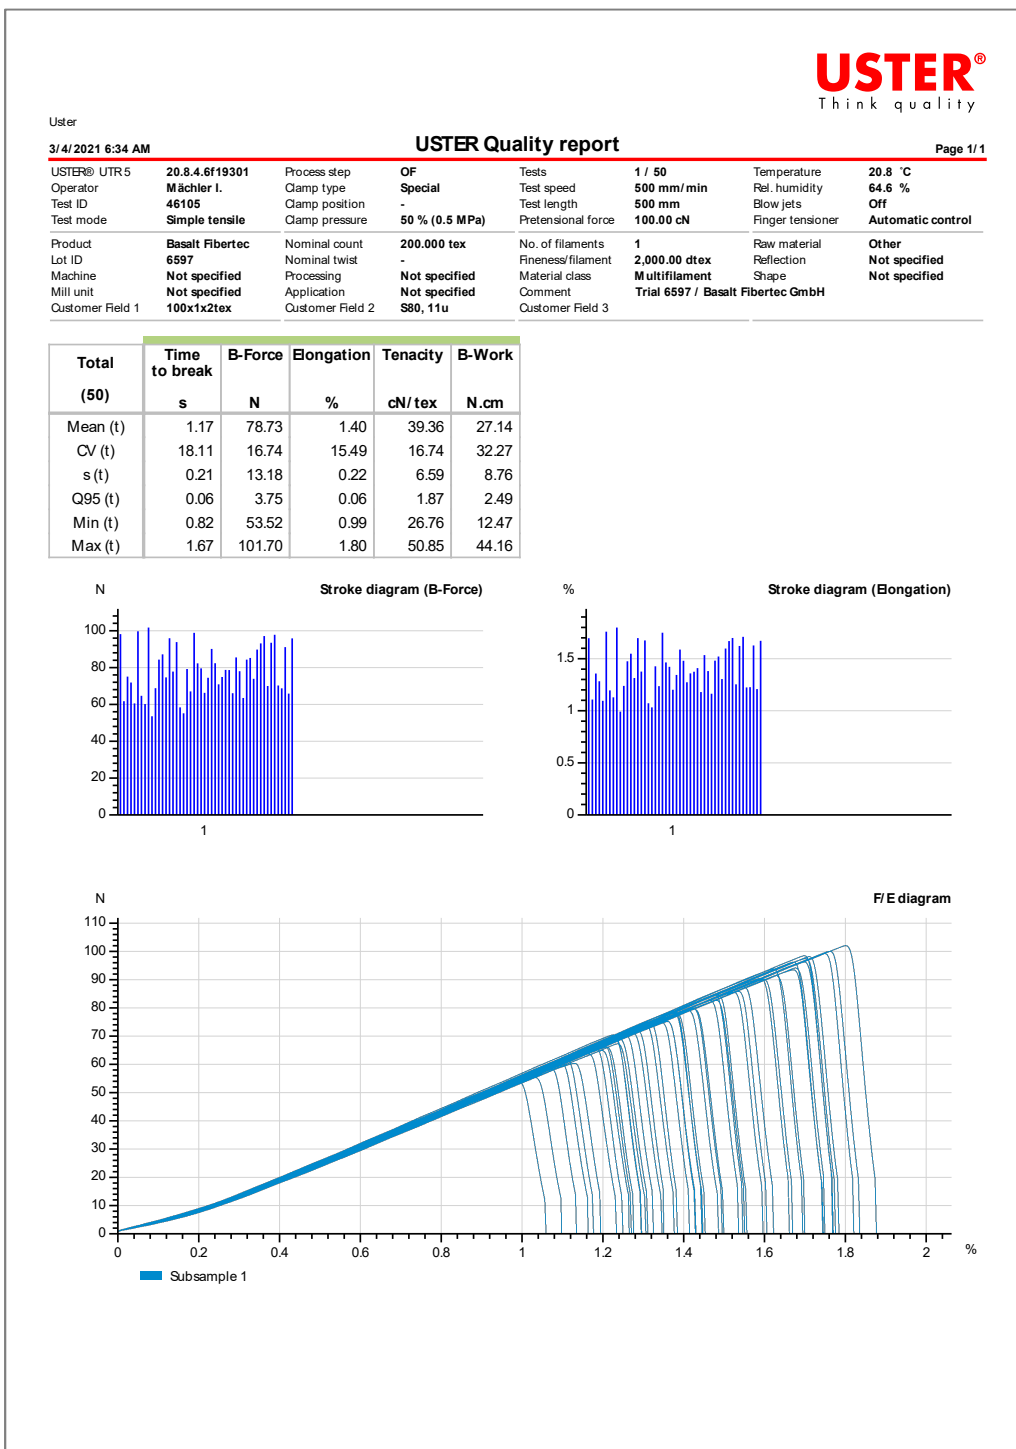 USTER®
Think quality
Uster
3/4/2021 6:34 AM USTER Quality report Page 1/1
USTER® UTR5 20.8.4.6f19301 Process step OF Tests 1 / 50 Temperature 20.8 °C
Operator Mächler I. Clamp type Special Test speed 500 mm/min Rel. humidity 64.6 %
Test ID 46105 Clamp position - Test length 500 mm Blow jets Off
Test mode Simple tensile Clamp pressure 50 % (0.5 MPa) Pretensional force 100.00 cN Finger tensioner Automatic control
Product Basalt Fibertec Nominal count 200.000 tex No. of filaments 1 Raw material Other
Lot ID 6597 Nominal twist - Fineness/filament 2,000.00 dtex Reflection Not specified
Machine Not specified Processing Not specified Material class Multifilament Shape Not specified
Mill unit Not specified Application Not specified Comment Trial 6597 / Basalt Fibertec GmbH
Customer Field 1 100x1x2tex Customer Field 2 S80, 11u Customer Field 3
Total Time B-Force Elongation Tenacity B-Work
to break
(50) s N % cN/tex N.cm
Mean (t) 1.17 78.73 1.40 39.36 27.14
CV (t) 18.11 16.74 15.49 16.74 32.27
s (t) 0.21 13.18 0.22 6.59 8.76
Q95 (t) 0.06 3.75 0.06 1.87 2.49
Min (t) 0.82 53.52 0.99 26.76 12.47
Max (t) 1.67 101.70 1.80 50.85 44.16
N Stroke diagram (B-Force)
100
80
60
40
20
0
1
% Stroke diagram (Elongation)
1.5
1
0.5
0
1
N F/E diagram
110
100
90
80
70
60
50
40
30
20
10
0
0 0.2 0.4 0.6 0.8 1 1.2 1.4 1.6 1.8 2 %
Subsample 1